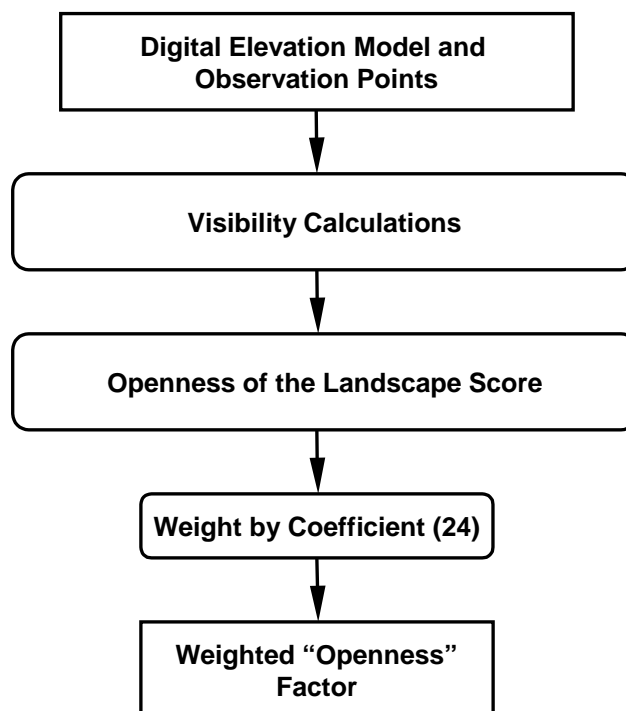 Digital Elevation Model and
Observation Points
Visibility Calculations
Openness of the Landscape Score
Weight by Coefficient (24)
Weighted “Openness”
Factor